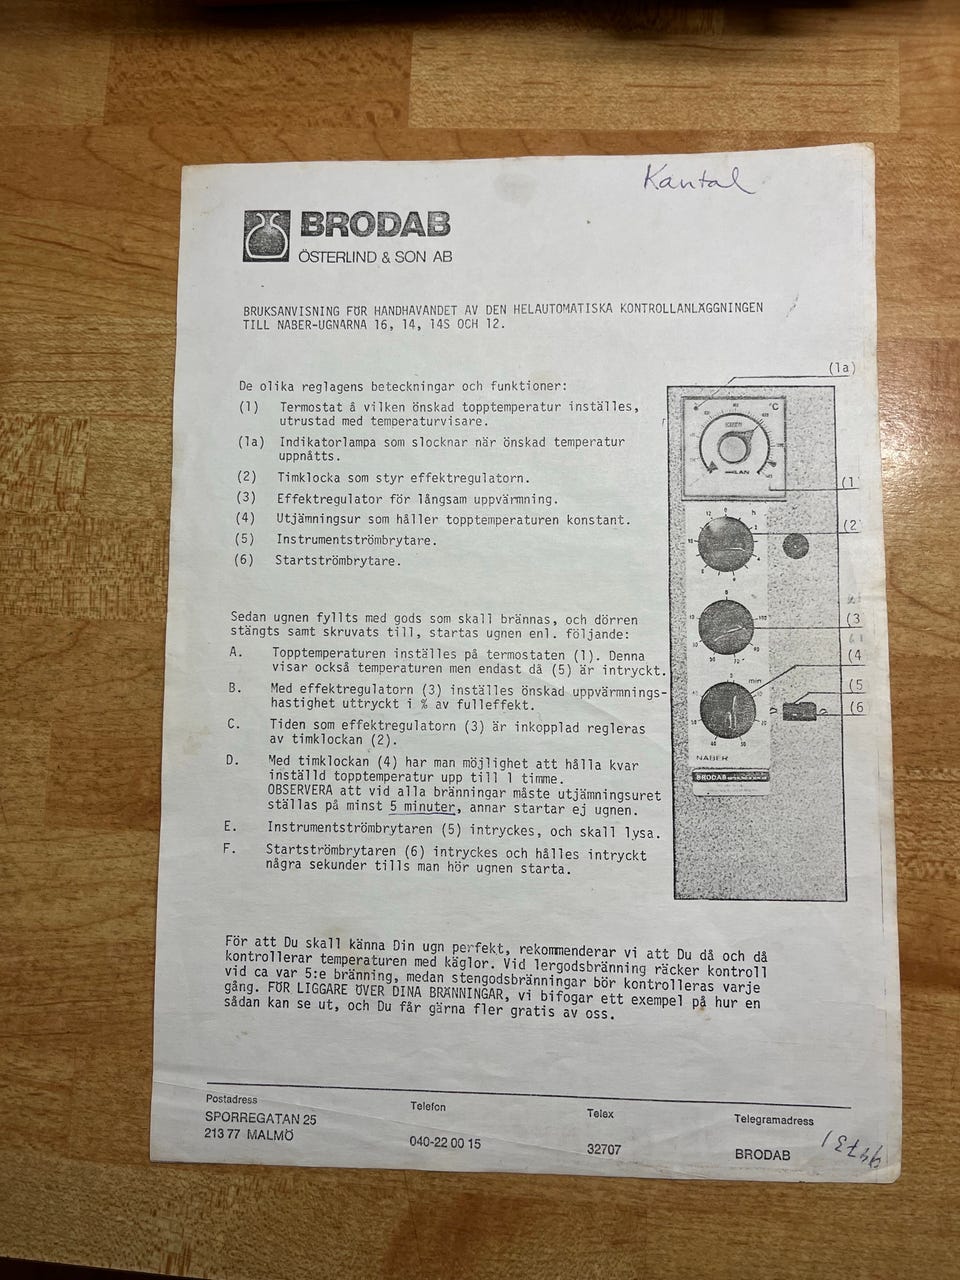 Kantal
BRODAB
ÖSTERLIND & SON AB
BRUKSANVISNING FÖR HANDHAVANDET AV DEN HELAUTOMATISKA KONTROLLANLÄGGNINGEN
TILL NABER-UGNARNA 16, 14, 14S OCH 12.
De olika reglagens beteckningar och funktioner:
(1) Termostat å vilken önskad topptemperatur inställes,
utrustad med temperaturvisare.
(1a) Indikatorlampa som slocknar när önskad temperatur
uppnåtts.
(2) Timklocka som styr effektregulatorn.
(3) Effektregulator för långsam uppvärmning.
(4) Utjämningsur som håller topptemperaturen konstant.
(5) Instrumentströmbrytare.
(6) Startströmbrytare.
(1a)
°C
(1
(2
(3
(4
min
(5
(6
NABER
BRODAB
Sedan ugnen fyllts med gods som skall brännas, och dörren
stängts samt skruvats till, startas ugnen enl. följande:
A. Topptemperaturen inställes på termostaten (1). Denna
visar också temperaturen men endast då (5) är intryckt.
B. Med effektregulatorn (3) inställes önskad uppvärmnings-
hastighet uttryckt i % av fulleffekt.
C. Tiden som effektregulatorn (3) är inkopplad regleras
av timklockan (2).
D. Med timklockan (4) har man möjlighet att hålla kvar
inställd topptemperatur upp till 1 timme.
OBSERVERA att vid alla bränningar måste utjämningsuret
ställas på minst 5 minuter, annar startar ej ugnen.
E. Instrumentströmbrytaren (5) intryckes, och skall lysa.
F. Startströmbrytaren (6) intryckes och hålles intryckt
några sekunder tills man hör ugnen starta.
För att Du skall känna Din ugn perfekt, rekommenderar vi att Du då och då
kontrollerar temperaturen med käglor. Vid lergodsbränning räcker kontroll
vid ca var 5:e bränning, medan stengodsbränningar bör kontrolleras varje
gång. FÖR LIGGARE ÖVER DINA BRÄNNINGAR, vi bifogar ett exempel på hur en
sådan kan se ut, och Du får gärna fler gratis av oss.
Postadress
SPORREGATAN 25
213 77 MALMÖ
Telefon
040-22 00 15
Telex
32707
Telegramadress
BRODAB